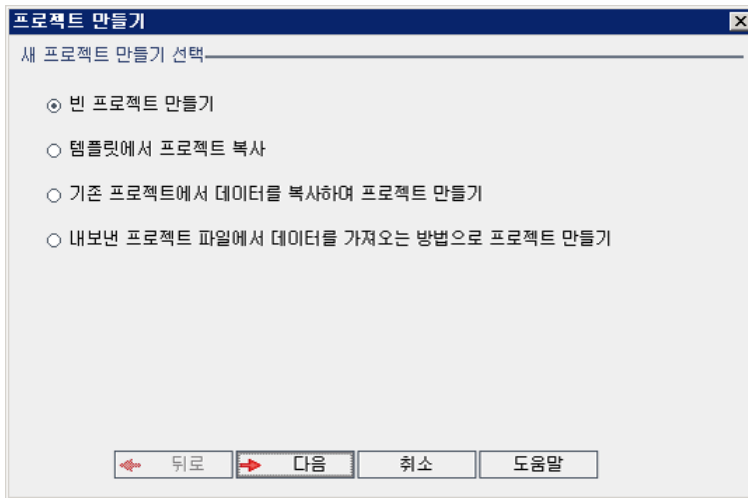 프로젝트 만들기
새 프로젝트 만들기 선택
빈 프로젝트 만들기
템플릿에서 프로젝트 복사
기존 프로젝트에서 데이터를 복사하여 프로젝트 만들기
내보낸 프로젝트 파일에서 데이터를 가져오는 방법으로 프로젝트 만들기
뒤로 다음 취소 도움말